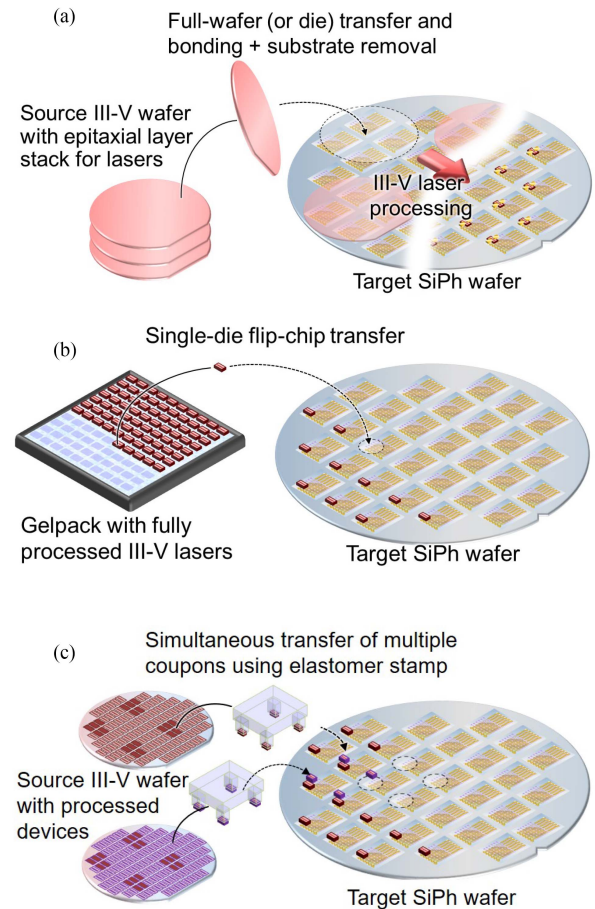 (a)
Full-wafer (or die) transfer and
bonding + substrate removal
Source III-V wafer
with epitaxial layer
stack for lasers
III-V laser
processing
Target SiPh wafer
(b)
Single-die flip-chip transfer
Gelpack with fully
processed III-V lasers
Target SiPh wafer
(c)
Simultaneous transfer of multiple
coupons using elastomer stamp
Source III-V wafer
with processed
devices
Target SiPh wafer